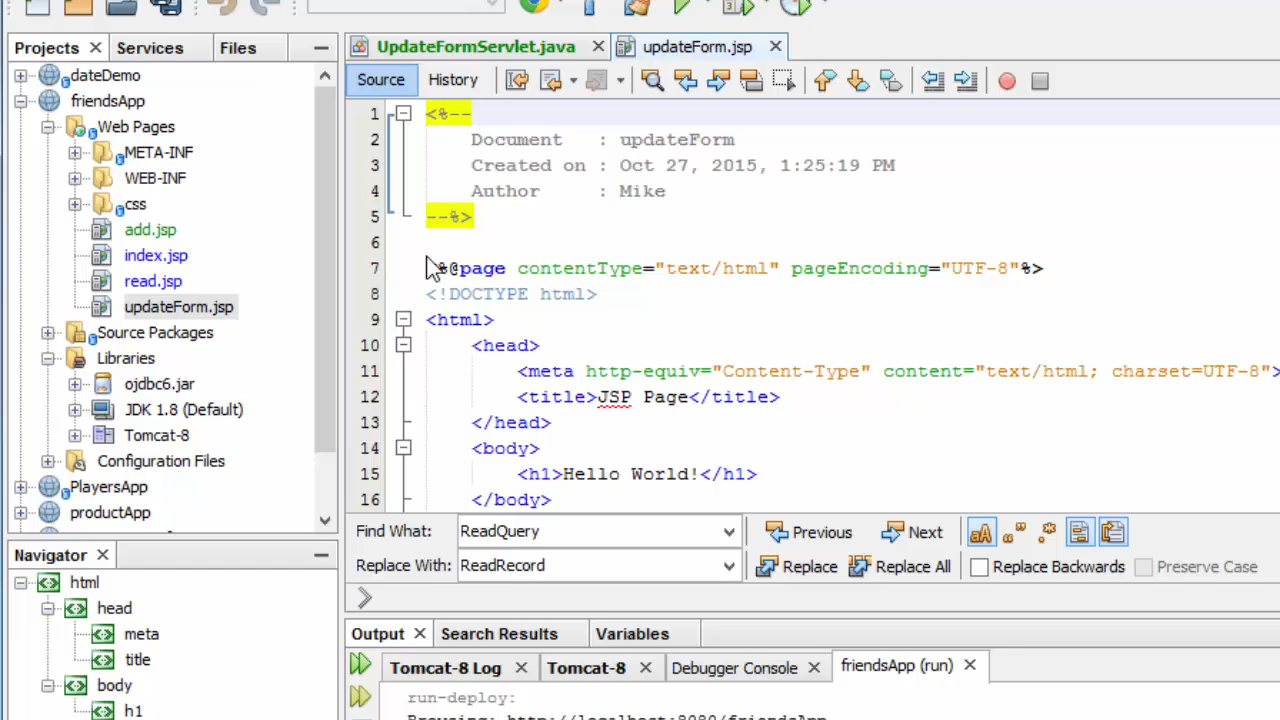 Projects
Services
Files
dateDemo
friendsApp
Web Pages
META-INF
WEB-INF
css
add.jsp
index.jsp
read.jsp
updateForm.jsp
Source Packages
Libraries
ojdbc6.jar
JDK 1.8 (Default)
Tomcat-8
Configuration Files
PlayersApp
productApp
Navigator
html
head
meta
title
body
h1
UpdateFormServlet.java
updateForm.jsp
Source
History
1 <%--
2 Document : updateForm
3 Created on : Oct 27, 2015, 1:25:19 PM
4 Author : Mike
5 --%>
6
7 %@page contentType="text/html" pageEncoding="UTF-8"%>
8 <!DOCTYPE html>
9 <html>
10 <head>
11 <meta http-equiv="Content-Type" content="text/html; charset=UTF-8">
12 <title>JSP Page</title>
13 </head>
14 <body>
15 <h1>Hello World!</h1>
16 </body>
Find What: ReadQuery Previous Next
Replace With: ReadRecord Replace Replace All Replace Backwards Preserve Case
Output
Search Results
Variables
Tomcat-8 Log
Tomcat-8
Debugger Console
friendsApp (run)
run-deploy:
Browsing: http://localhost:8080/friendsApp